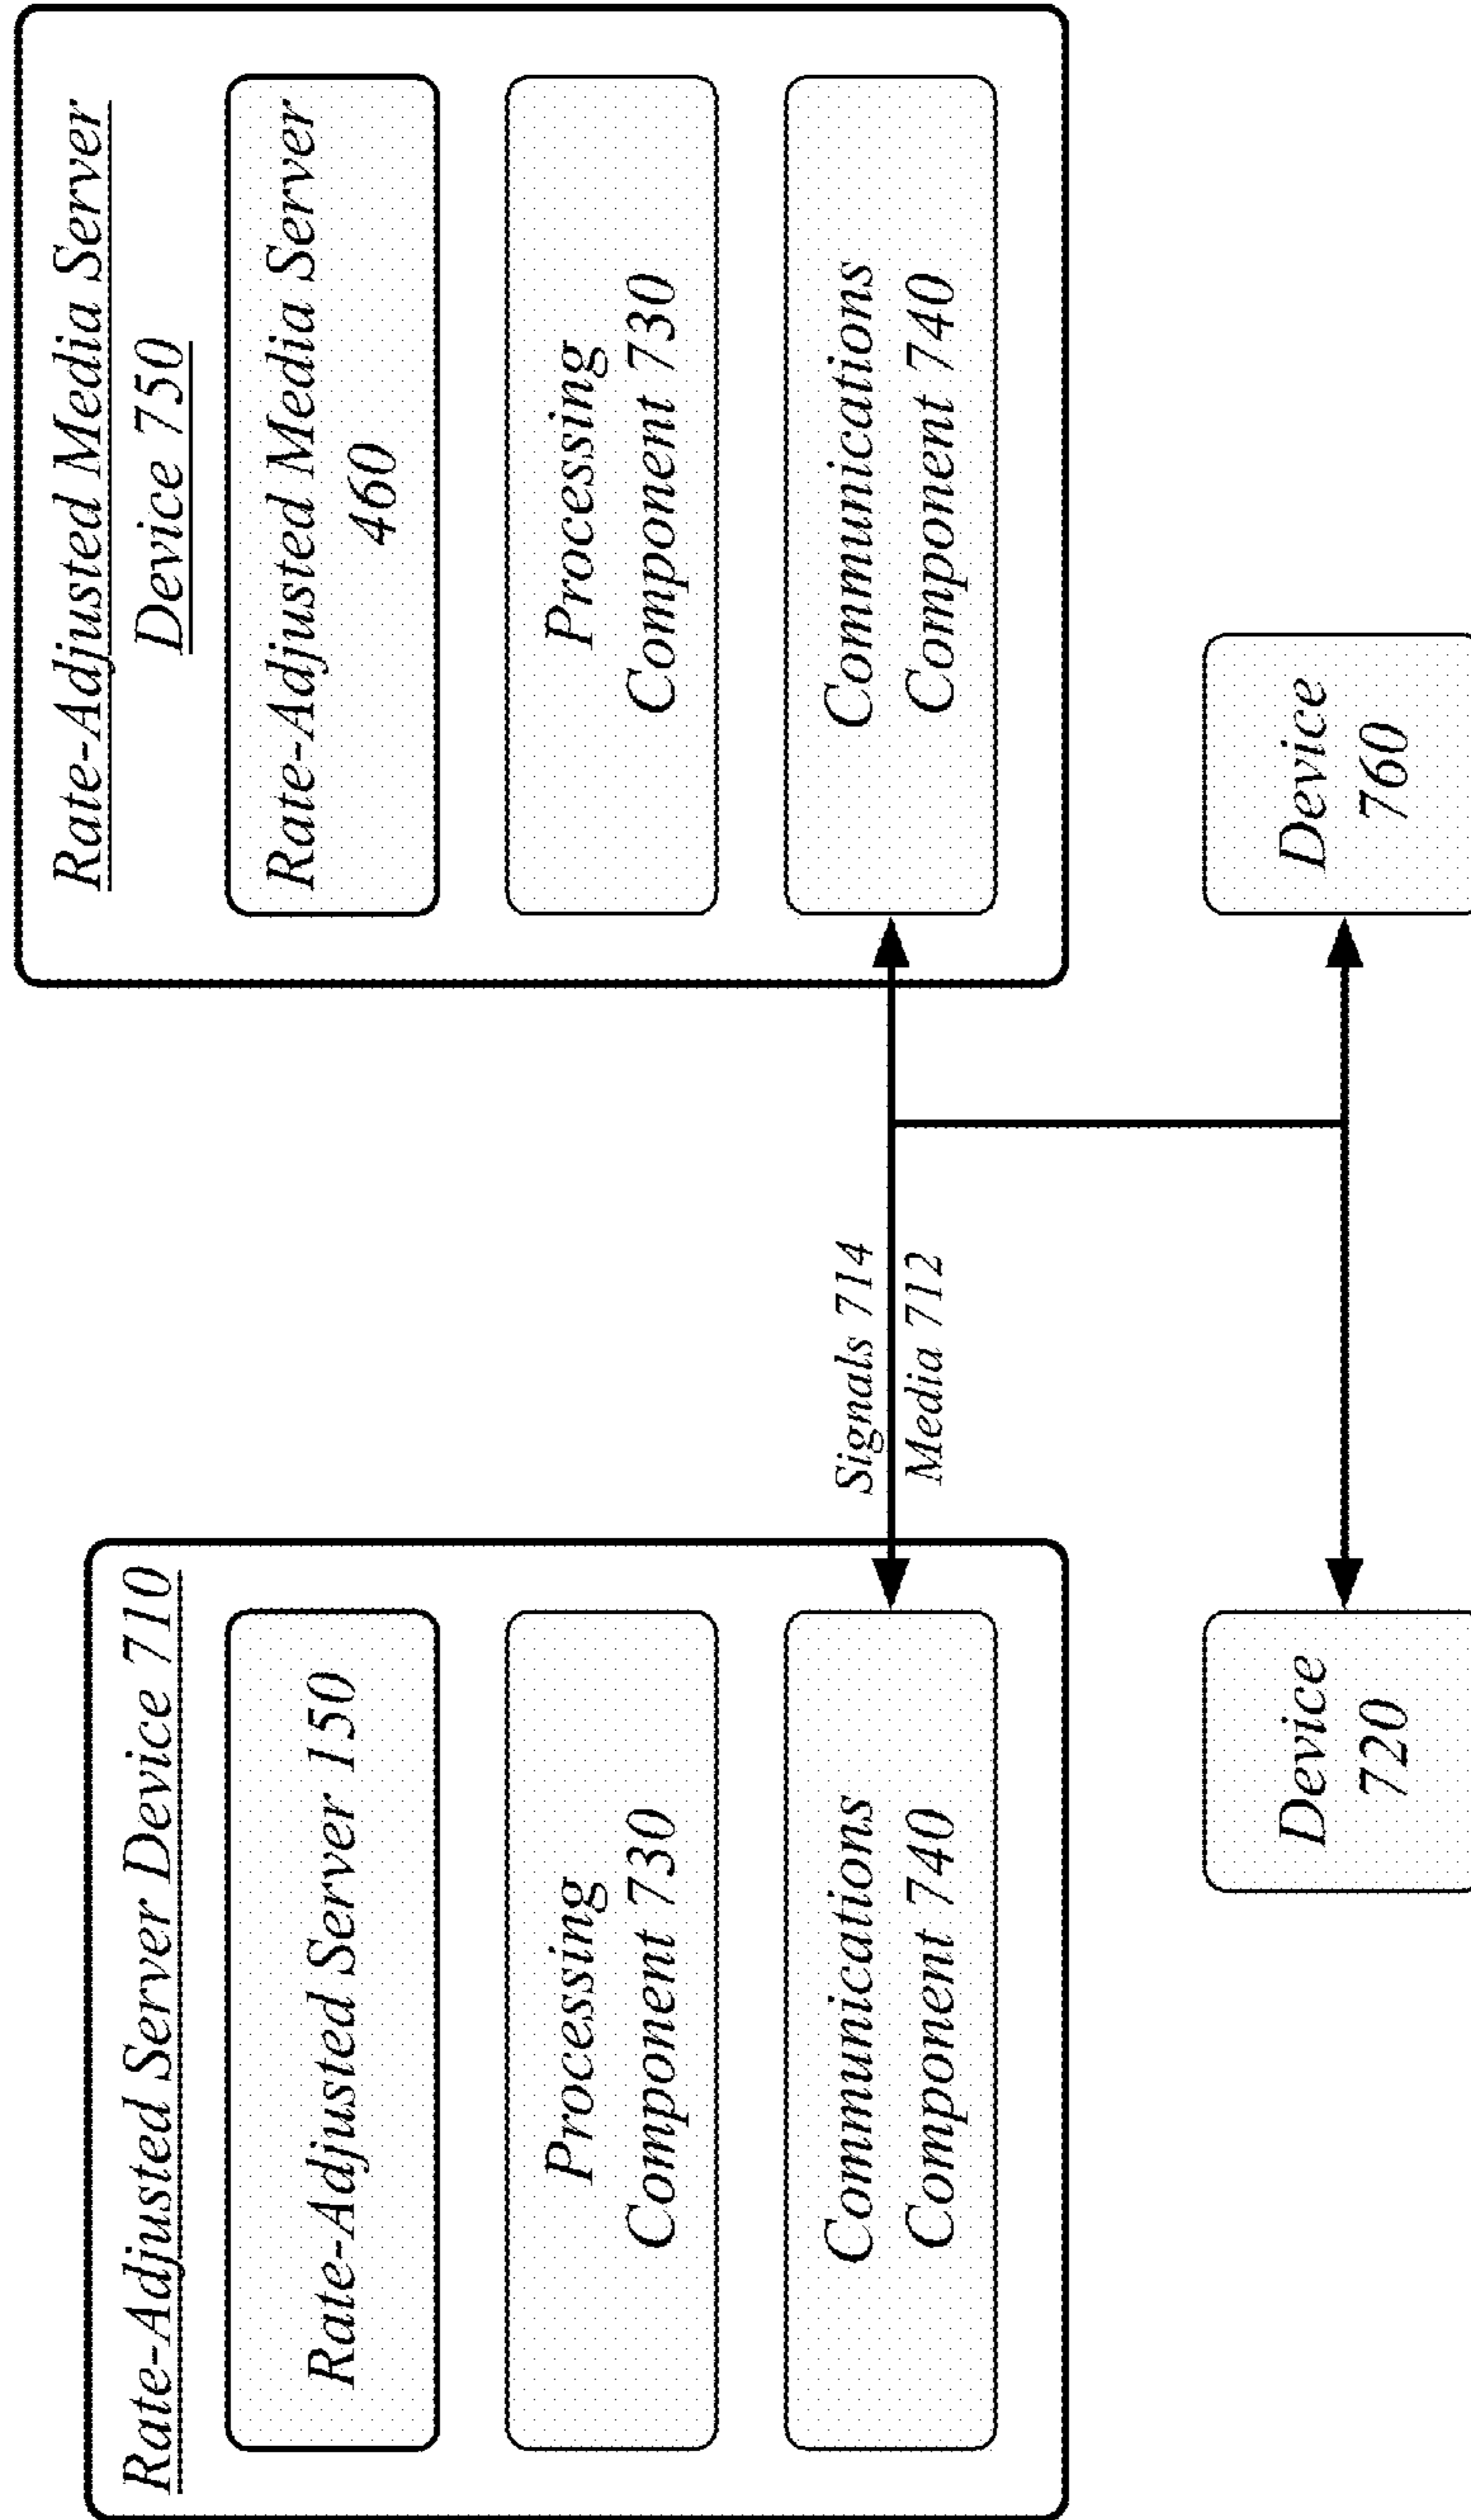 Rate-Adjusted Server Device 710
Rate-Adjusted Server 150
Processing
Component 730
Communications
Component 740
Signals 714
Media 712
Rate-Adjusted Media Server
Device 750
Rate-Adjusted Media Server
460
Processing
Component 730
Communications
Component 740
Device
720
Device
760